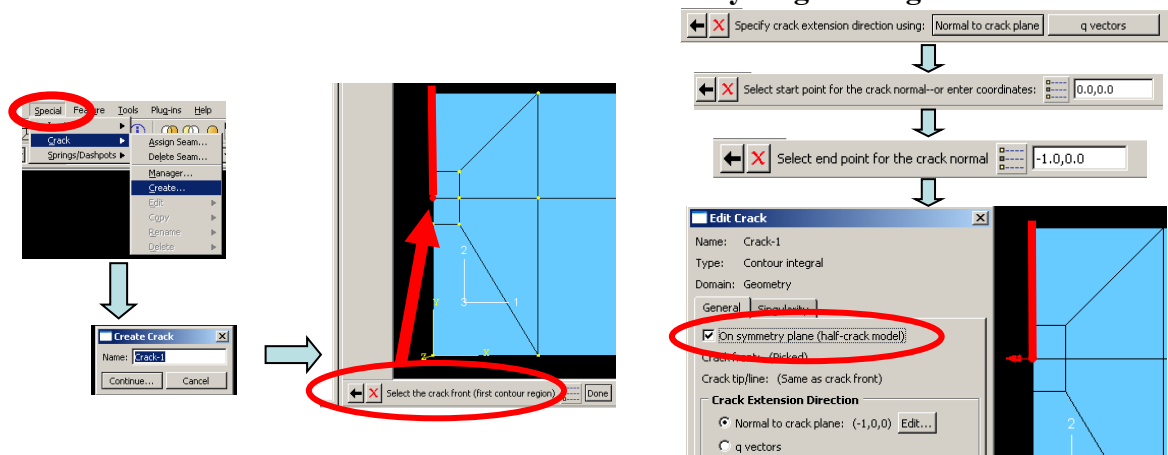 Specify crack extension direction using: Normal to crack plane q vectors
Select start point for the crack normal--or enter coordinates: 0.0,0.0
Select end point for the crack normal -1.0,0.0
Special Feature Tools Plug-ins Help
Crack
Springs/Dashpots
Assign Seam...
Delete Seam...
Manager...
Create...
Edit
Copy
Rename
Delete
Create Crack
Name: Crack-1
Continue... Cancel
2
3 1
Y
Z X
Select the crack front (first contour region) Done
Edit Crack
Name: Crack-1
Type: Contour integral
Domain: Geometry
General Singularity
On symmetry plane (half-crack model)
Crack front: (Picked)
Crack tip/line: (Same as crack front)
Crack Extension Direction
Normal to crack plane: (-1,0,0) Edit...
q vectors
2